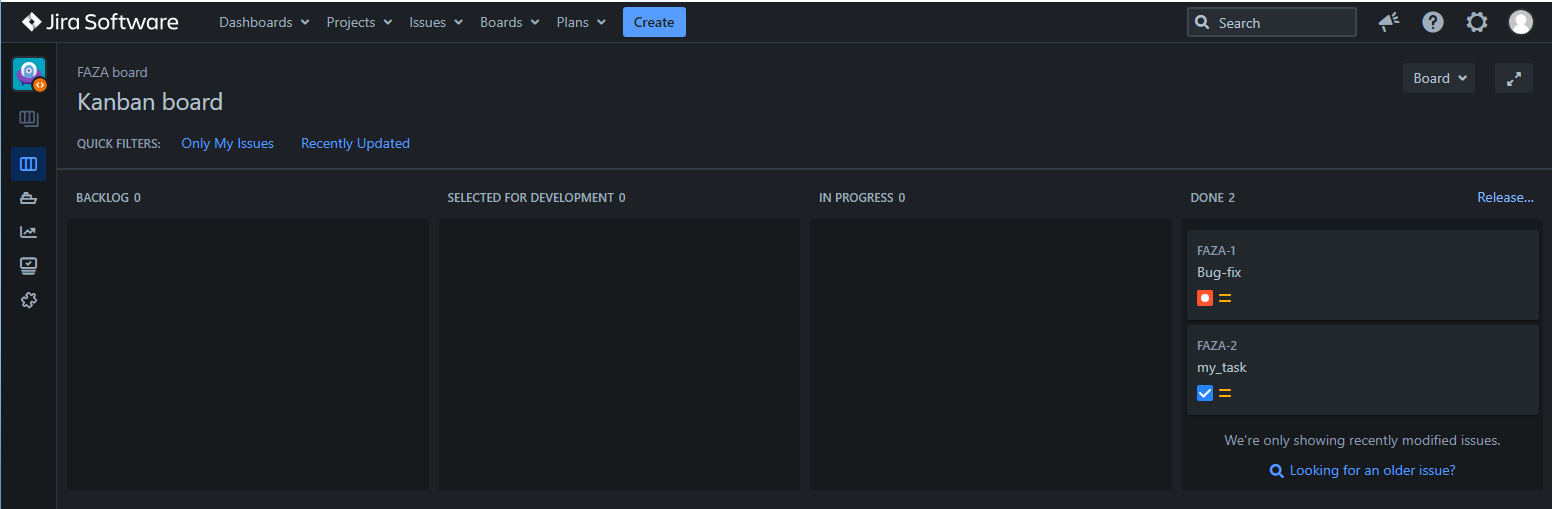 Jira Software Dashboards Projects Issues Boards Plans Create Search
FAZA board
Board
Kanban board
QUICK FILTERS: Only My Issues Recently Updated
BACKLOG 0 SELECTED FOR DEVELOPMENT 0 IN PROGRESS 0 DONE 2 Release...
FAZA-1
Bug-fix
FAZA-2
my_task
We're only showing recently modified issues.
Looking for an older issue?